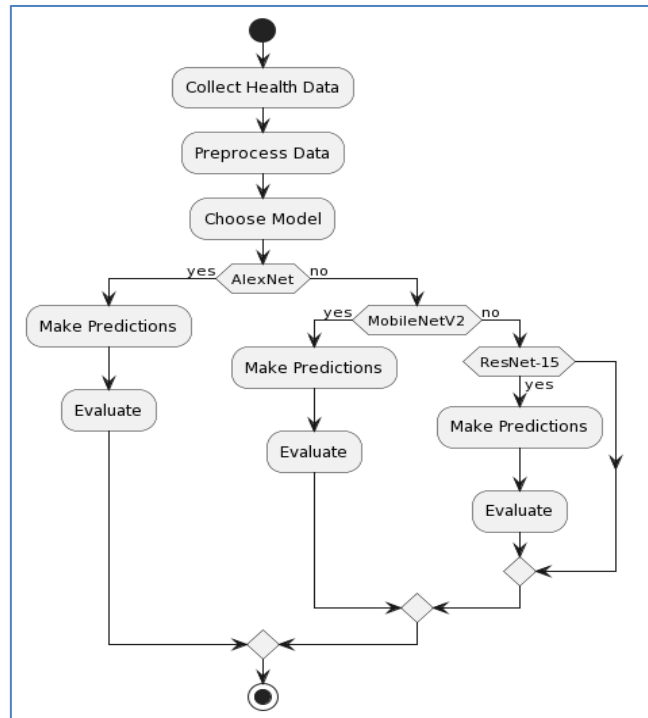 Collect Health Data
Preprocess Data
Choose Model
yes
AlexNet
no
Make Predictions
Evaluate
yes
MobileNetV2
no
Make Predictions
Evaluate
ResNet-15
yes
Make Predictions
Evaluate